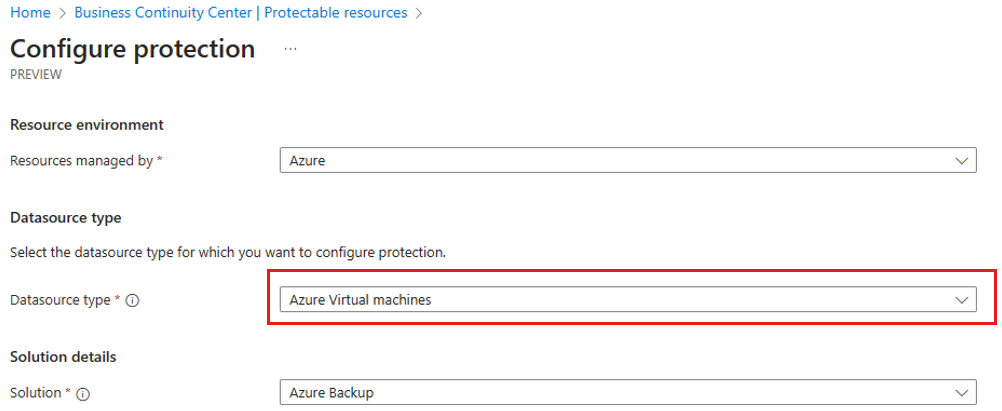 Home > Business Continuity Center | Protectable resources >
Configure protection ...
PREVIEW
Resource environment
Resources managed by * Azure
Datasource type
Select the datasource type for which you want to configure protection.
Datasource type * Azure Virtual machines
Solution details
Solution * Azure Backup